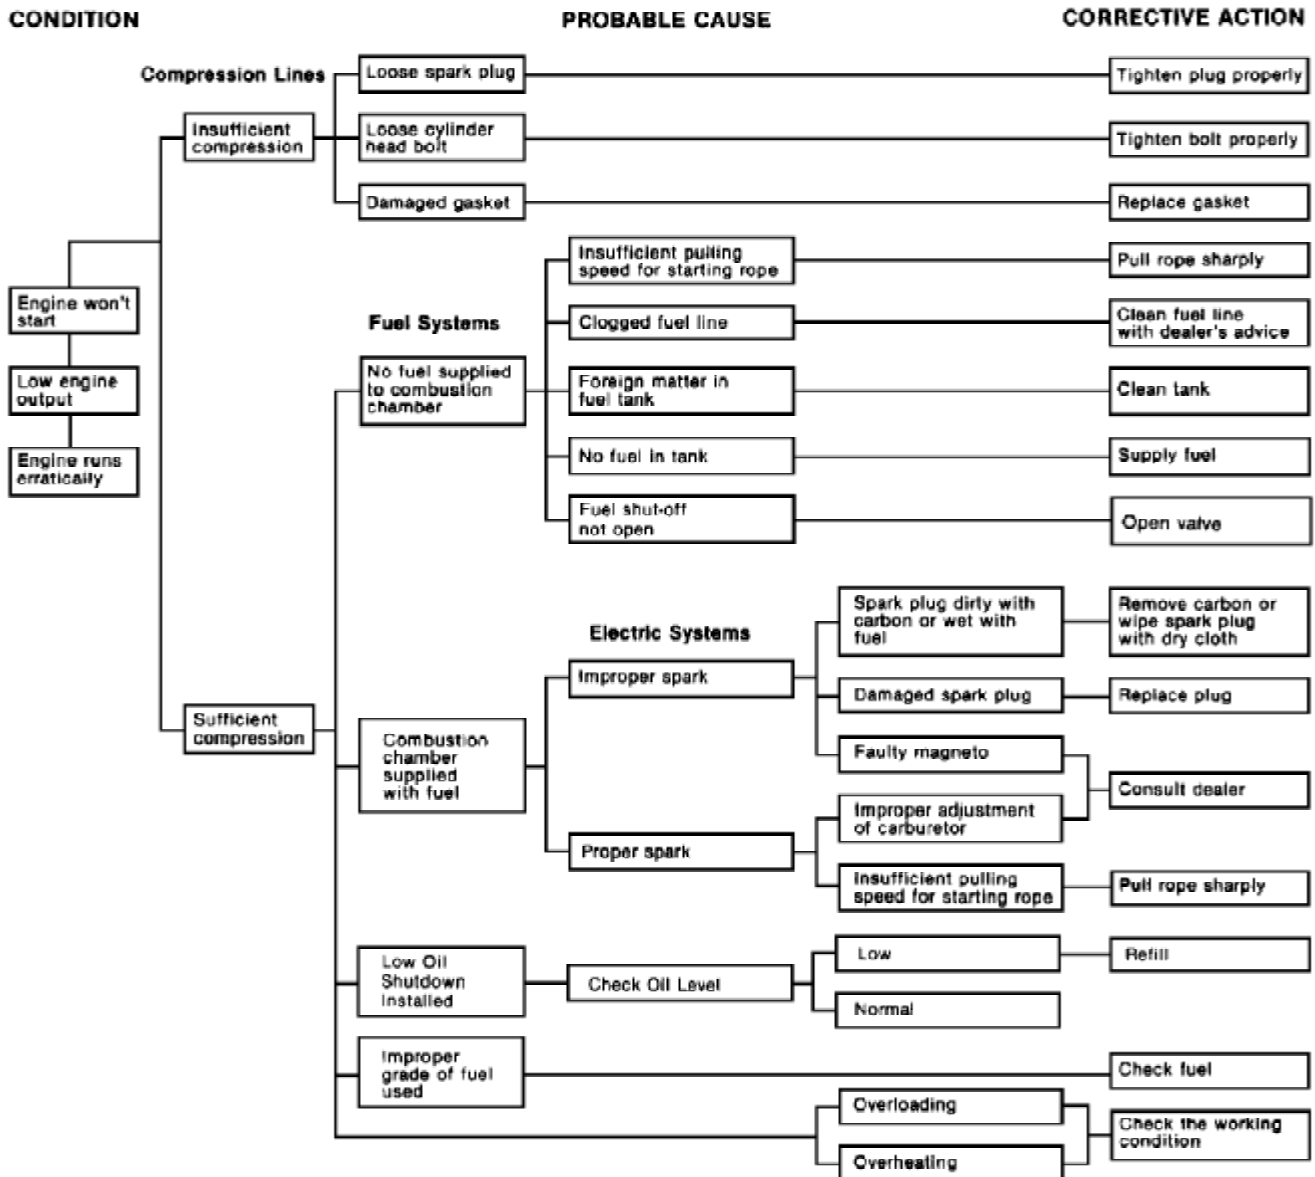 CONDITION
PROBABLE CAUSE
CORRECTIVE ACTION
Compression Lines
Loose spark plug
Tighten plug properly
Insufficient
compression
Loose cylinder
head bolt
Tighten bolt properly
Damaged gasket
Replace gasket
Engine won't
start
Low engine
output
Engine runs
erratically
Fuel Systems
No fuel supplied
to combustion
chamber
Insufficient pulling
speed for starting rope
Pull rope sharply
Clogged fuel line
Clean fuel line
with dealer's advice
Foreign matter in
fuel tank
Clean tank
No fuel in tank
Supply fuel
Fuel shut-off
not open
Open valve
Sufficient
compression
Combustion
chamber
supplied
with fuel
Electric Systems
Improper spark
Spark plug dirty with
carbon or wet with
fuel
Remove carbon or
wipe spark plug
with dry cloth
Damaged spark plug
Replace plug
Faulty magneto
Consult dealer
Proper spark
Improper adjustment
of carburetor
Insufficient pulling
speed for starting rope
Pull rope sharply
Low Oil
Shutdown
Installed
Check Oil Level
Low
Refill
Normal
Improper
grade of fuel
used
Check fuel
Overloading
Check the working
condition
Overheating